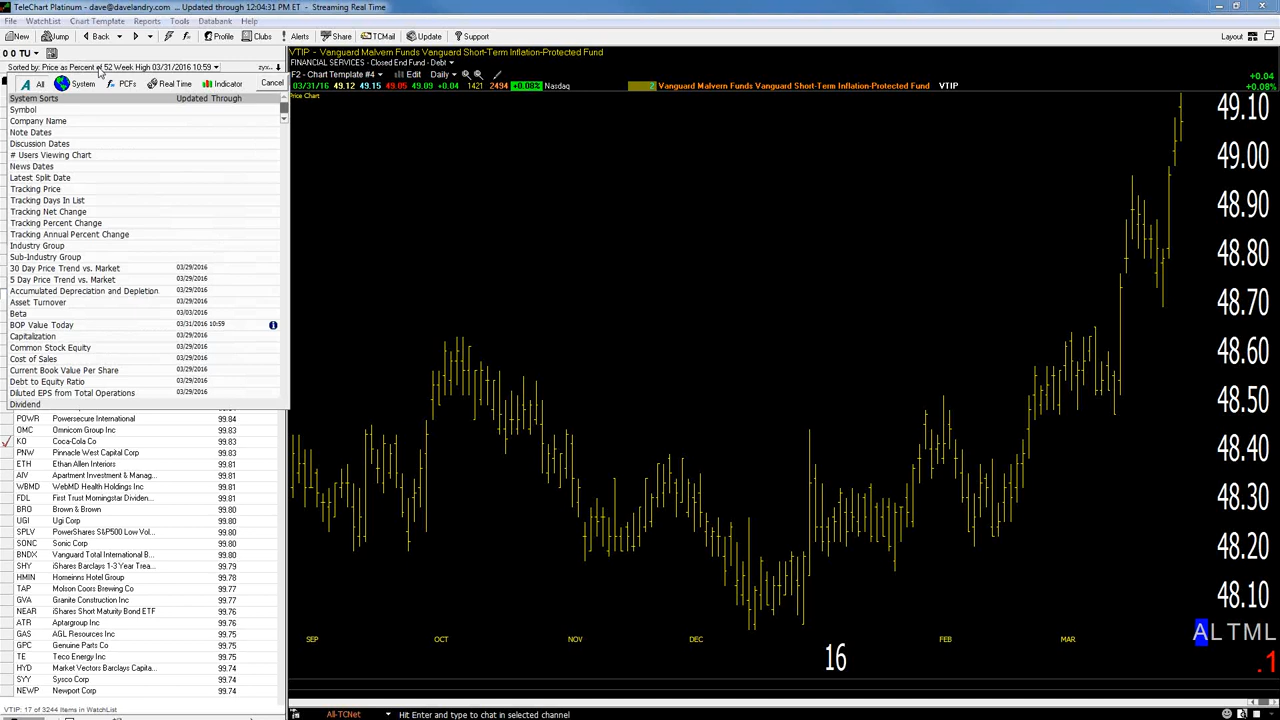 TeleChart Platinum - dave@davelandry.com ... Updated through 12:04:31 PM ET - Streaming Real Time
File WatchList Chart Template Reports Tools Databank Help
New Jump Back Profile Clubs Alerts Share TCMail Update Support Layout
0 0 TU
VTIP - Vanguard Malvern Funds Vanguard Short-Term Inflation-Protected Fund
FINANCIAL SERVICES - Closed End Fund - Debt
Sorted by: Price as Percent of 52 Week High 03/31/2016 10:59 zyx..
F2 - Chart Template #4 Edit Daily
+0.04
+0.08%
All System PCFs Real Time Indicator Cancel
03/31/16 49.12 49.15 49.05 49.09 +0.04 1421 2494 +0.08% Nasdaq 2 Vanguard Malvern Funds Vanguard Short-Term Inflation-Protected Fund VTIP
Price Chart
System Sorts Updated Through
Symbol
Company Name
Note Dates
Discussion Dates
# Users Viewing Chart
News Dates
Latest Split Date
Tracking Price
Tracking Days In List
Tracking Net Change
Tracking Percent Change
Tracking Annual Percent Change
Industry Group
Sub-Industry Group
30 Day Price Trend vs. Market 03/29/2016
5 Day Price Trend vs. Market 03/29/2016
Accumulated Depreciation and Depletion 03/29/2016
Asset Turnover 03/29/2016
Beta 03/03/2016
BOP Value Today 03/31/2016 10:59
Capitalization 03/29/2016
Common Stock Equity 03/29/2016
Cost of Sales 03/29/2016
Current Book Value Per Share 03/29/2016
Debt to Equity Ratio 03/29/2016
Diluted EPS from Total Operations 03/29/2016
Dividend
POWR Powersecure International 99.84
OMC Omnicom Group Inc 99.83
KO Coca-Cola Co 99.83
PNW Pinnacle West Capital Corp 99.83
ETH Ethan Allen Interiors 99.81
AIV Apartment Investment & Manag... 99.81
WBMD WebMD Health Holdings Inc 99.81
FDL First Trust Morningstar Dividen... 99.81
BRO Brown & Brown 99.80
UGI Ugi Corp 99.80
SPLV PowerShares S&P500 Low Vol... 99.80
SONC Sonic Corp 99.80
BNDX Vanguard Total International B... 99.80
SHY iShares Barclays 1-3 Year Trea... 99.79
HMIN Homeinns Hotel Group 99.78
TAP Molson Coors Brewing Co 99.77
GVA Granite Construction Inc 99.77
NEAR iShares Short Maturity Bond ETF 99.76
ATR Aptargroup Inc 99.75
GAS AGL Resources Inc 99.75
GPC Genuine Parts Co 99.75
TE Teco Energy Inc 99.75
HYD Market Vectors Barclays Capita... 99.74
SYY Sysco Corp 99.74
NEWP Newport Corp 99.74
49.10
49.00
48.90
48.80
48.70
48.60
48.50
48.40
48.30
48.20
48.10
SEP OCT NOV DEC 16 FEB MAR
A L T M L
.1
VTIP: 17 of 3244 Items in WatchList
All-TCNet Hit Enter and type to chat in selected channel